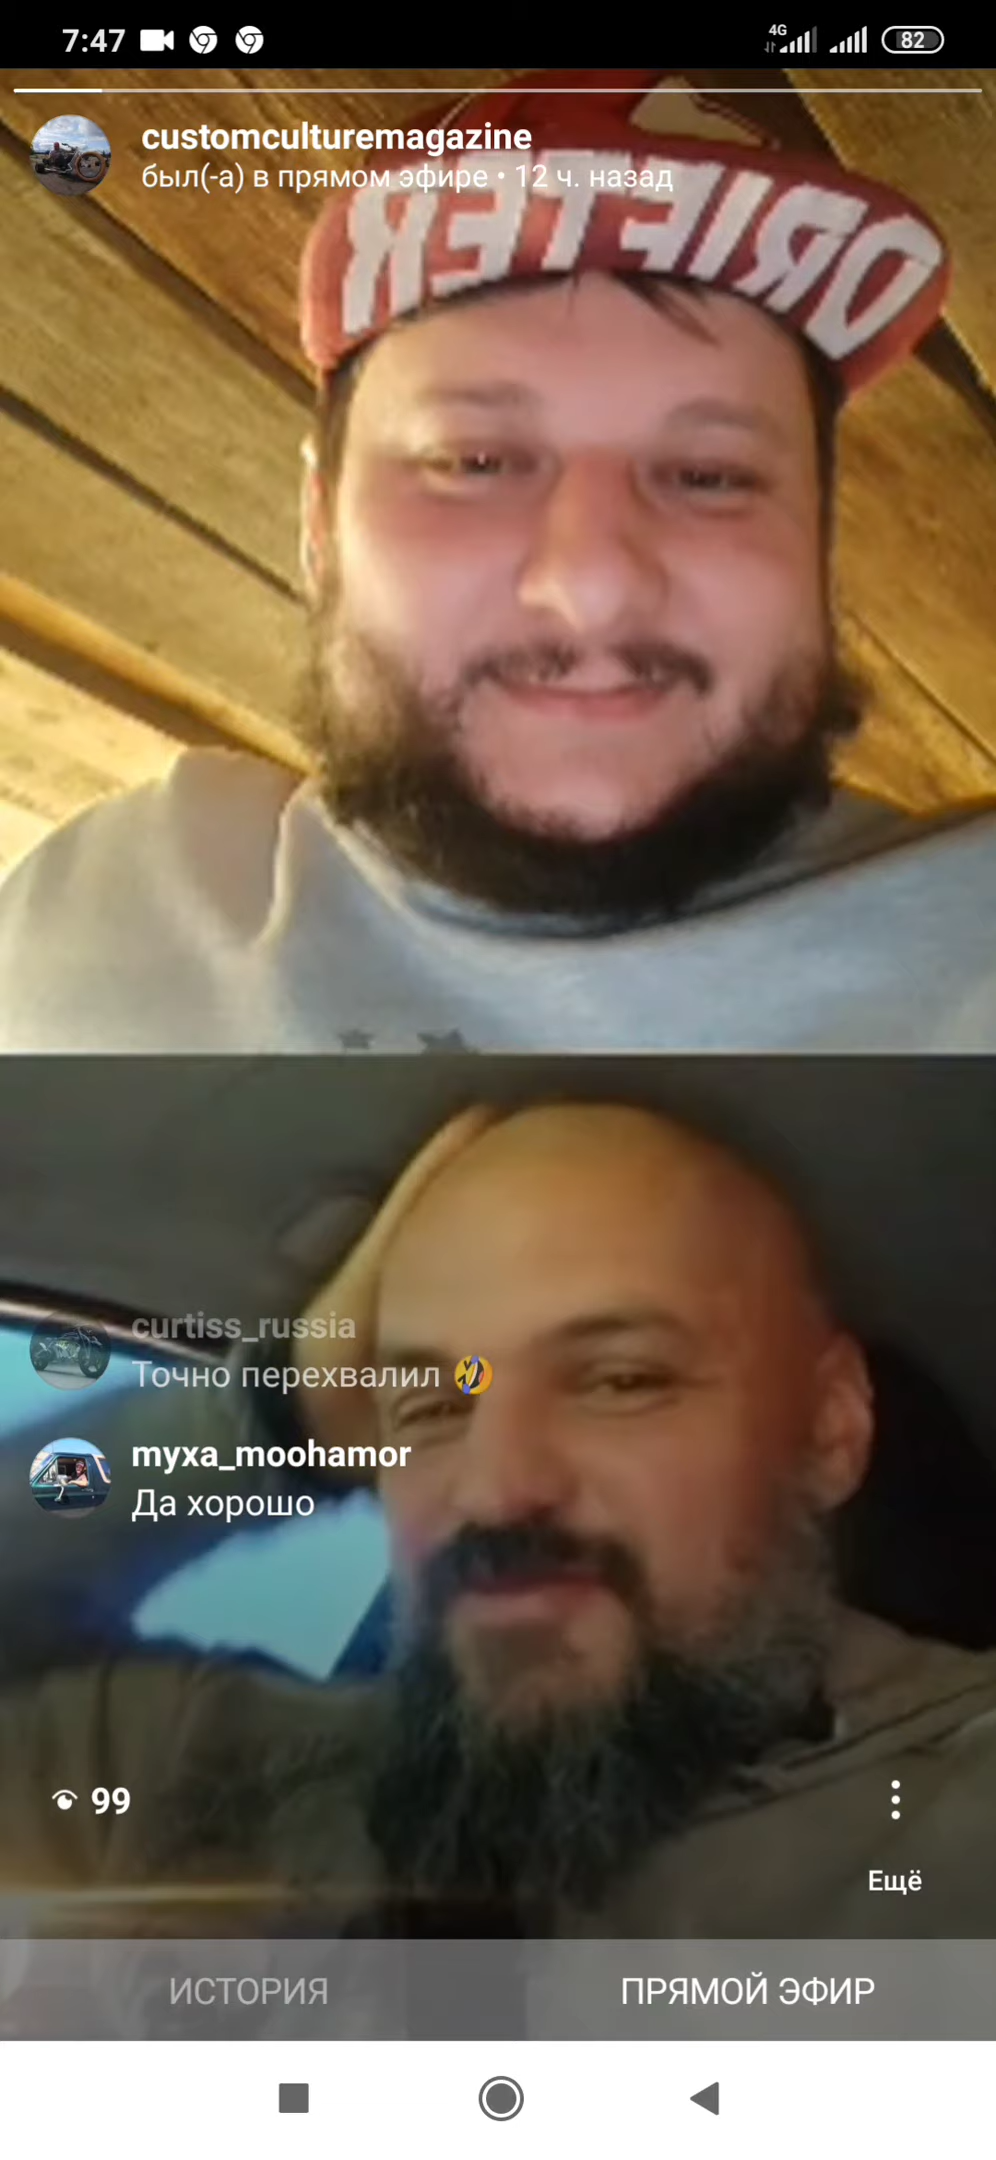 7:47
4G
82
customculturemagazine
был(-а) в прямом эфире • 12 ч. назад
DRIFTER
curtiss_russia
Точно перехвалил 🤣
myxa_moohamor
Да хорошо
99
Ещё
ИСТОРИЯ
ПРЯМОЙ ЭФИР